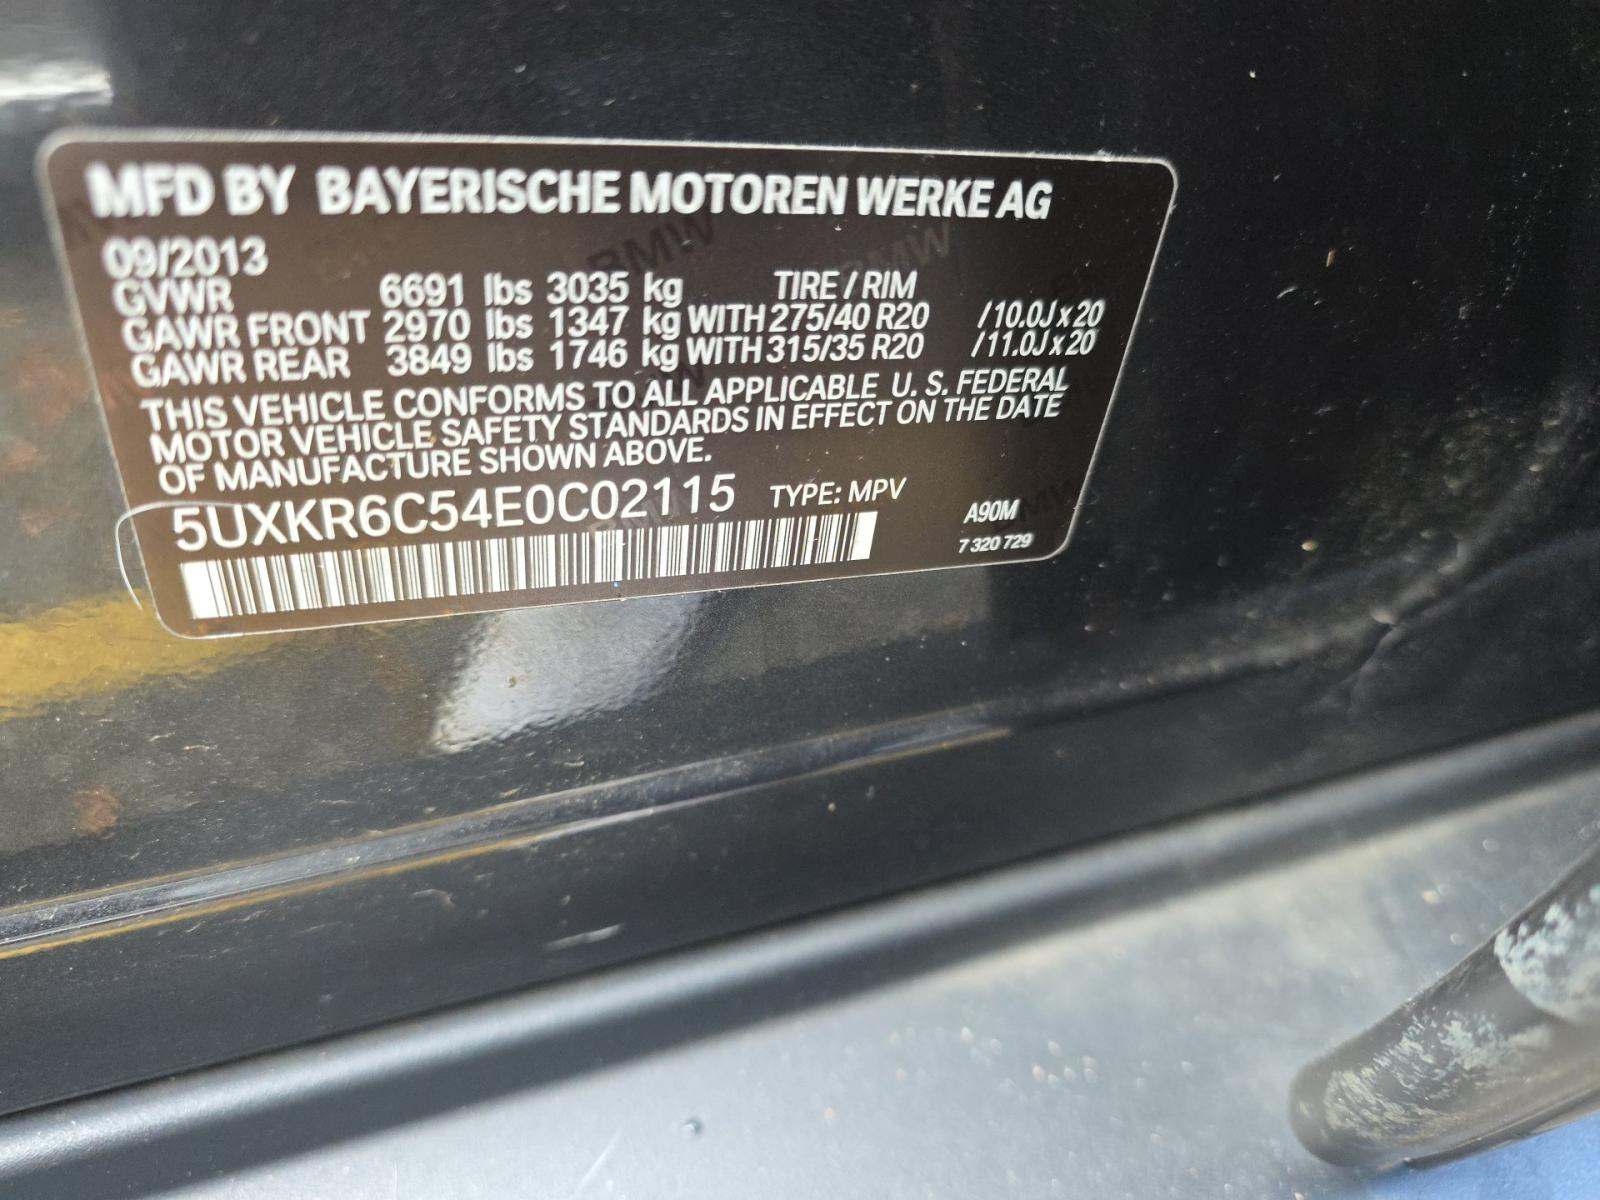 MFD BY BAYERISCHE MOTOREN WERKE AG
09/2013
GVWR 6691 lbs 3035 kg TIRE / RIM
GAWR FRONT 2970 lbs 1347 kg WITH 275/40 R20 / 10.0J x 20
GAWR REAR 3849 lbs 1746 kg WITH 315/35 R20 / 11.0J x 20
THIS VEHICLE CONFORMS TO ALL APPLICABLE U. S. FEDERAL
MOTOR VEHICLE SAFETY STANDARDS IN EFFECT ON THE DATE
OF MANUFACTURE SHOWN ABOVE.
5UXKR6C54E0C02115 TYPE: MPV A90M
7 320 729